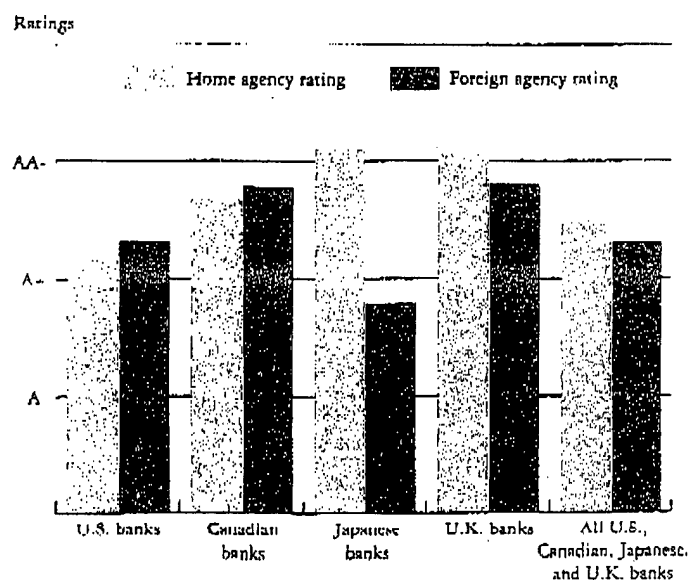 Ratings
Home agency rating
Foreign agency rating
AA-
A+
A
U.S. banks
Canadian
banks
Japanese
banks
U.K. banks
All U.S.,
Canadian, Japanese,
and U.K. banks